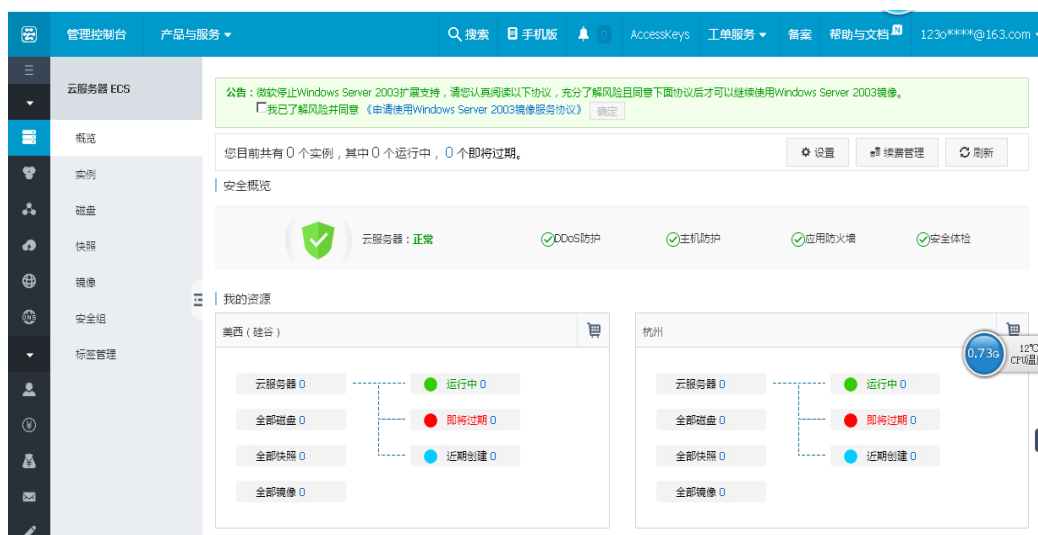 管理控制台 产品与服务 搜索 手机版 0 AccessKeys 工单服务 备案 帮助与文档 N 123o****@163.com
云服务器 ECS
概览
实例
磁盘
快照
镜像
安全组
标签管理
DNS
公告：微软停止Windows Server 2003扩展支持，请您认真阅读以下协议，充分了解风险且同意下面协议后才可以继续使用Windows Server 2003镜像。
我已了解风险并同意 《申请使用Windows Server 2003镜像服务协议》 确定
您目前共有 0 个实例，其中 0 个运行中， 0 个即将过期。 设置 续费管理 刷新
安全概览
云服务器：正常 DDoS防护 主机防护 应用防火墙 安全体检
我的资源
美西（硅谷）
云服务器 0 运行中 0
全部磁盘 0 即将过期 0
全部快照 0 近期创建 0
全部镜像 0
杭州
云服务器 0 运行中 0
全部磁盘 0 即将过期 0
全部快照 0 近期创建 0
全部镜像 0
0.73G 12℃